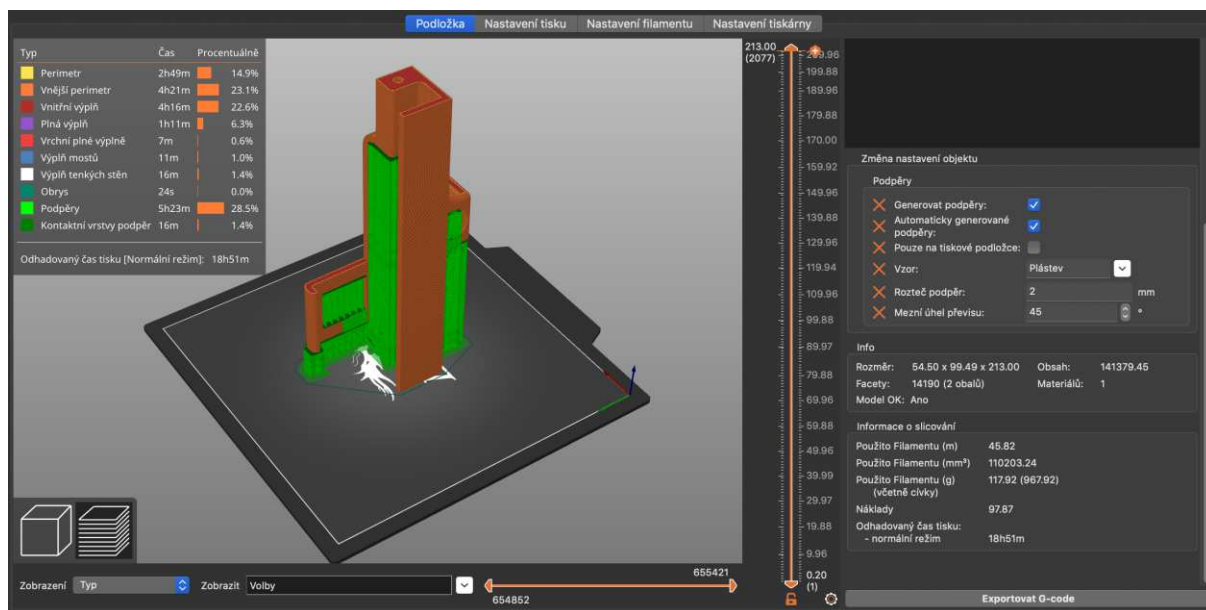 Podložka Nastavení tisku Nastavení filamentu Nastavení tiskárny
Typ Čas Procentuálně
Perimetr 2h49m 14.9%
Vnější perimetr 4h21m 23.1%
Vnitřní výplň 4h16m 22.6%
Plná výplň 1h11m 6.3%
Vrchní plné výplně 7m 0.6%
Výplň mostů 11m 1.0%
Výplň tenkých stěn 16m 1.4%
Obrys 24s 0.0%
Podpěry 5h23m 28.5%
Kontaktní vrstvy podpěr 16m 1.4%
Odhadovaný čas tisku [Normální režim]: 18h51m
213.00
(2077)
209.96
199.88
189.96
179.88
170.00
159.92
149.96
139.88
129.96
119.94
109.96
99.88
89.97
79.88
69.96
59.88
49.96
39.99
29.97
19.88
9.96
0.20
(1)
Změna nastavení objektu
Podpěry
Generovat podpěry:
Automaticky generované
podpěry:
Pouze na tiskové podložce:
Vzor: Plástev
Rozteč podpěr: 2 mm
Mezní úhel převisu: 45 °
Info
Rozměr: 54.50 x 99.49 x 213.00 Obsah: 141379.45
Facety: 14190 (2 obalů) Materiálů: 1
Model OK: Ano
Informace o slicování
Použito Filamentu (m) 45.82
Použito Filamentu (mm³) 110203.24
Použito Filamentu (g) 117.92 (967.92)
(včetně cívky)
Náklady 97.87
Odhadovaný čas tisku:
- normální režim 18h51m
Zobrazení Typ Zobrazit Volby
655421
654852
Exportovat G-code